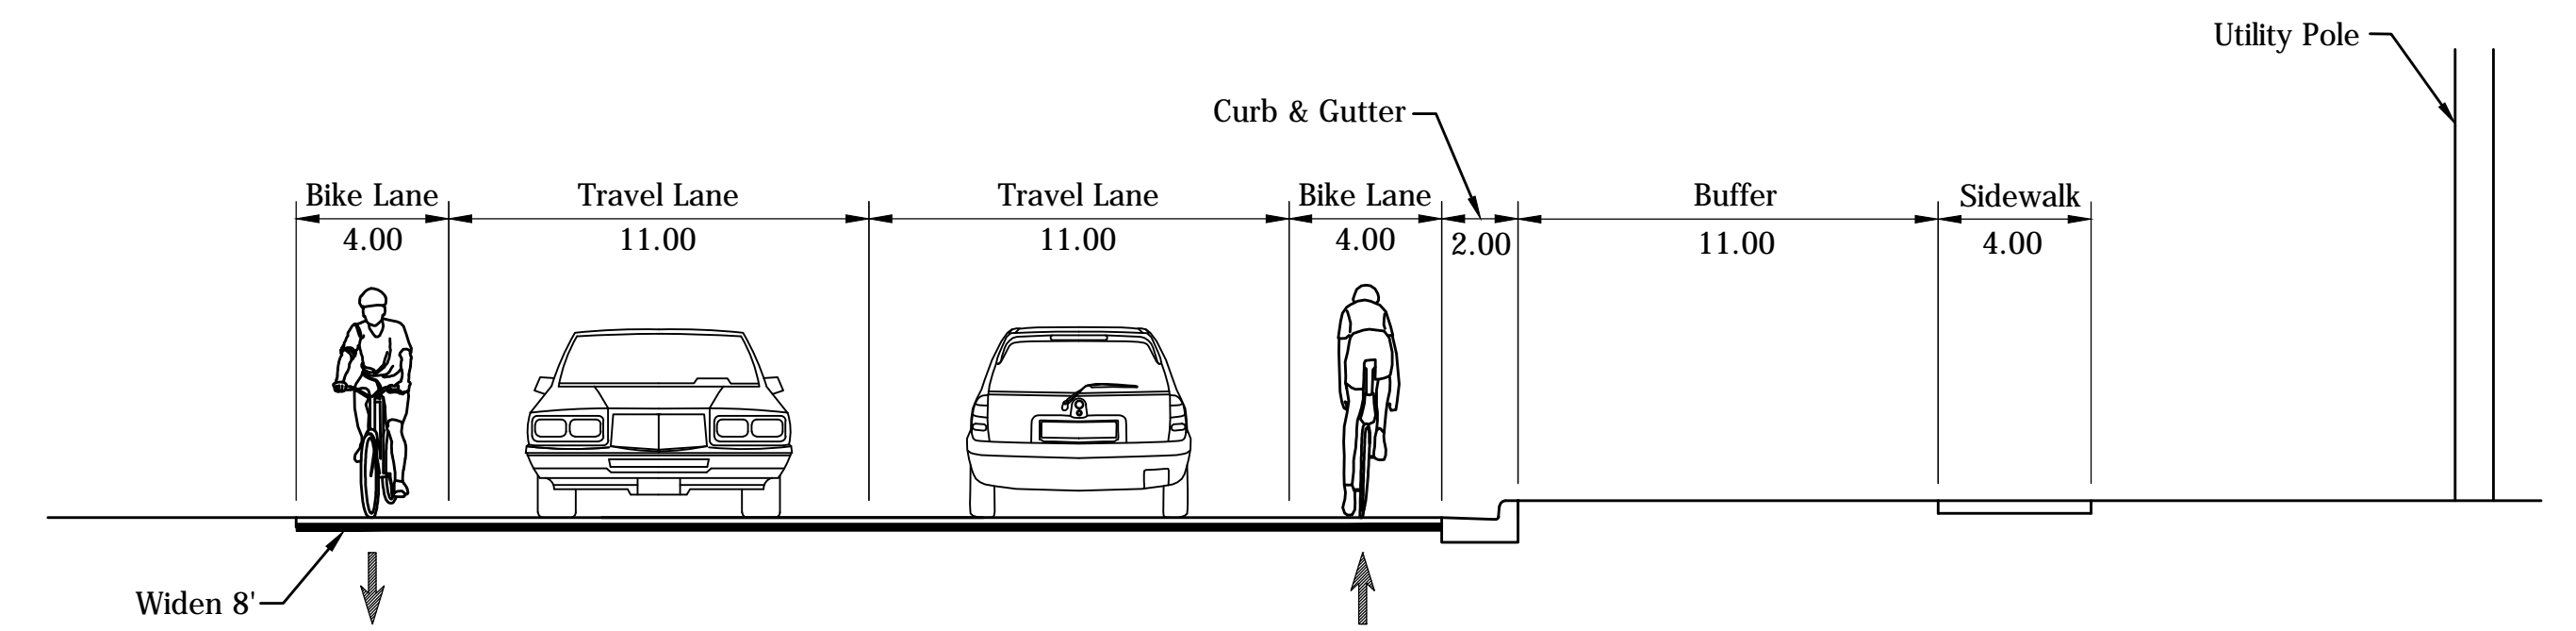 Utility Pole
Curb & Gutter
Bike Lane Travel Lane Travel Lane Bike Lane Buffer Sidewalk
4.00 11.00 11.00 4.00 2.00 11.00 4.00
Widen 8'